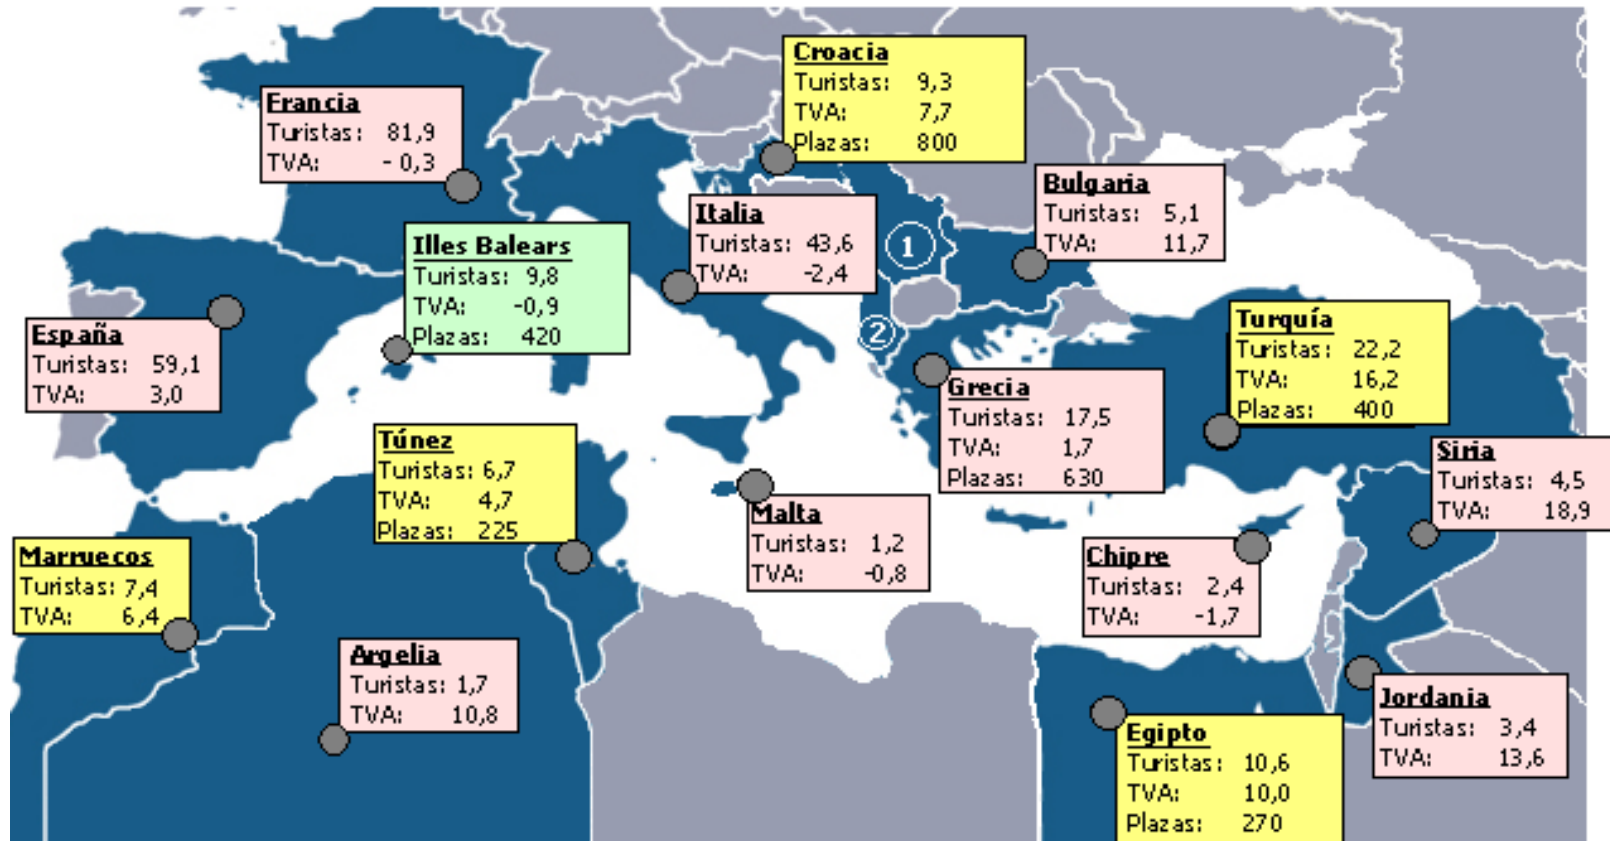 Croacia
Turistas: 9,3
TVA: 7,7
Plazas: 800
Francia
Turistas: 81,9
TVA: - 0,3
Bulgaria
Turistas: 5,1
TVA: 11,7
Italia
Turistas: 43,6
TVA: -2,4
1
Illes Balears
Turistas: 9,8
TVA: -0,9
Plazas: 420
2
España
Turistas: 59,1
TVA: 3,0
Turquía
Turistas: 22,2
TVA: 16,2
Plazas: 400
Grecia
Turistas: 17,5
TVA: 1,7
Plazas: 630
Túnez
Turistas: 6,7
TVA: 4,7
Plazas: 225
Siria
Turistas: 4,5
TVA: 18,9
Malta
Turistas: 1,2
TVA: -0,8
Marruecos
Turistas: 7,4
TVA: 6,4
Chipre
Turistas: 2,4
TVA: -1,7
Argelia
Turistas: 1,7
TVA: 10,8
Jordania
Turistas: 3,4
TVA: 13,6
Egipto
Turistas: 10,6
TVA: 10,0
Plazas: 270